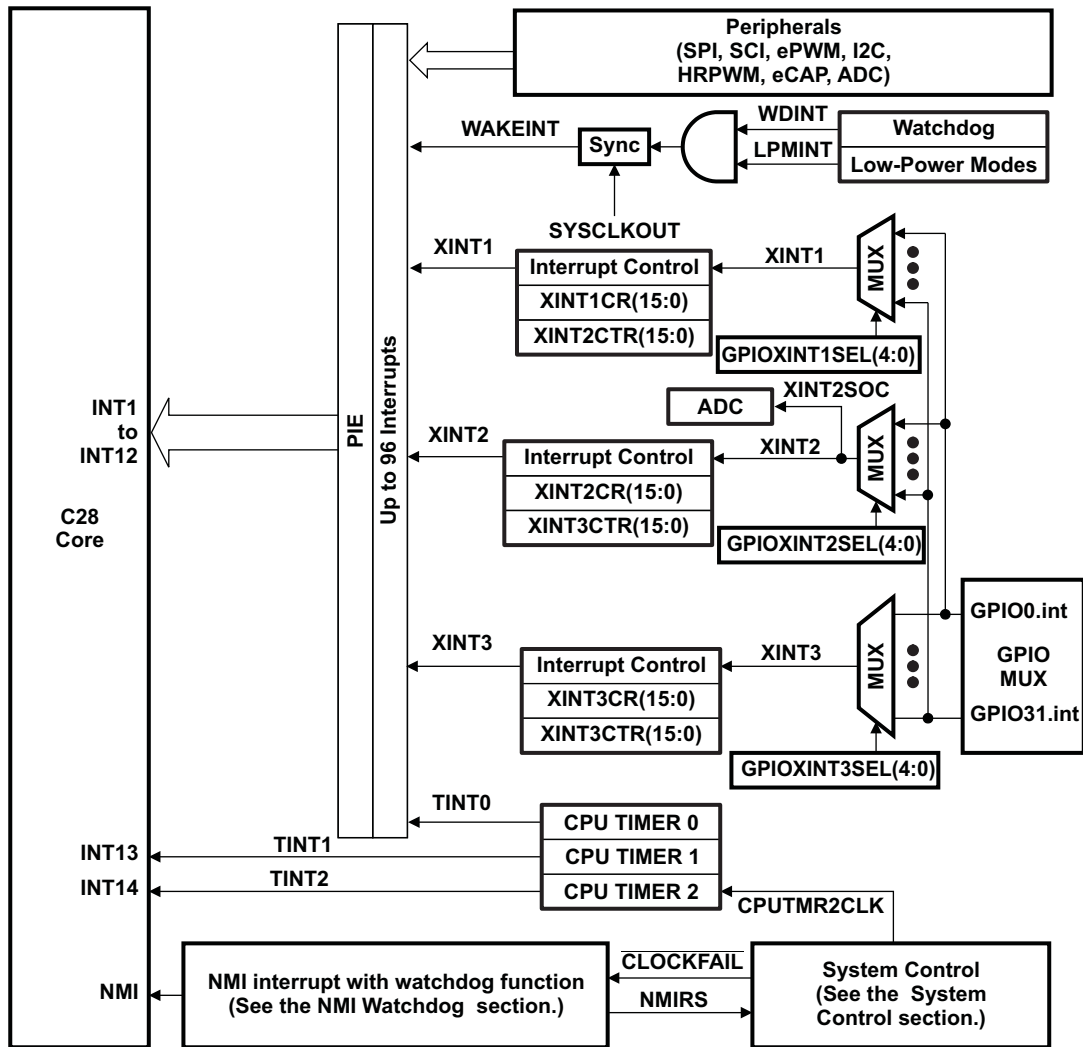 Peripherals
(SPI, SCI, ePWM, I2C,
HRPWM, eCAP, ADC)
WDINT
Watchdog
WAKEINT
Sync
LPMINT
Low-Power Modes
SYSCLKOUT
XINT1
Interrupt Control
XINT1CR(15:0)
XINT2CTR(15:0)
XINT1
MUX
GPIOXINT1SEL(4:0)
INT1
to
INT12
C28
Core
PIE
Up to 96 Interrupts
ADC
XINT2SOC
XINT2
Interrupt Control
XINT2CR(15:0)
XINT3CTR(15:0)
XINT2
MUX
GPIOXINT2SEL(4:0)
XINT3
Interrupt Control
XINT3CR(15:0)
XINT3CTR(15:0)
XINT3
MUX
GPIOXINT3SEL(4:0)
GPIO0.int
GPIO
MUX
GPIO31.int
TINT0
CPU TIMER 0
INT13
TINT1
CPU TIMER 1
INT14
TINT2
CPU TIMER 2
CPUTMR2CLK
NMI
NMI interrupt with watchdog function
(See the NMI Watchdog section.)
CLOCKFAIL
NMIRS
System Control
(See the System
Control section.)